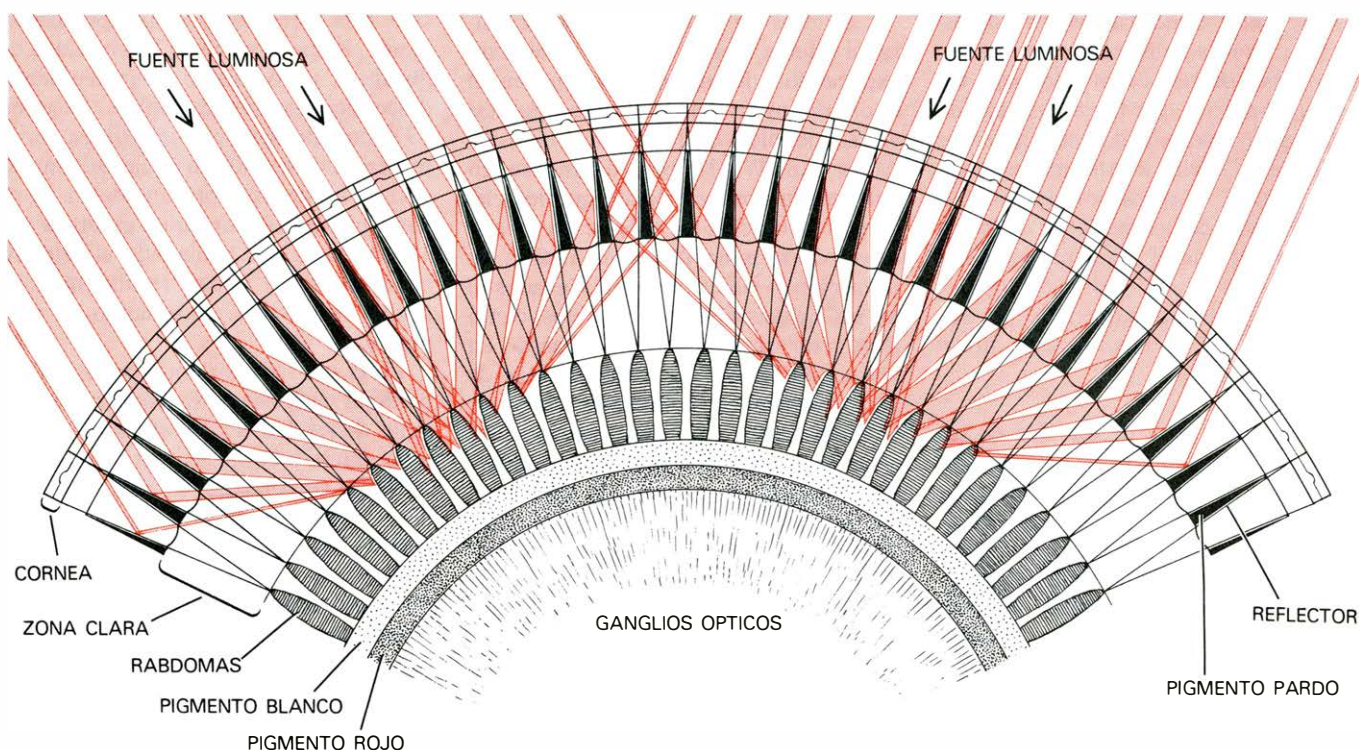 FUENTE LUMINOSA
FUENTE LUMINOSA
CORNEA
ZONA CLARA
RABDOMAS
PIGMENTO BLANCO
PIGMENTO ROJO
GANGLIOS OPTICOS
REFLECTOR
PIGMENTO PARDO